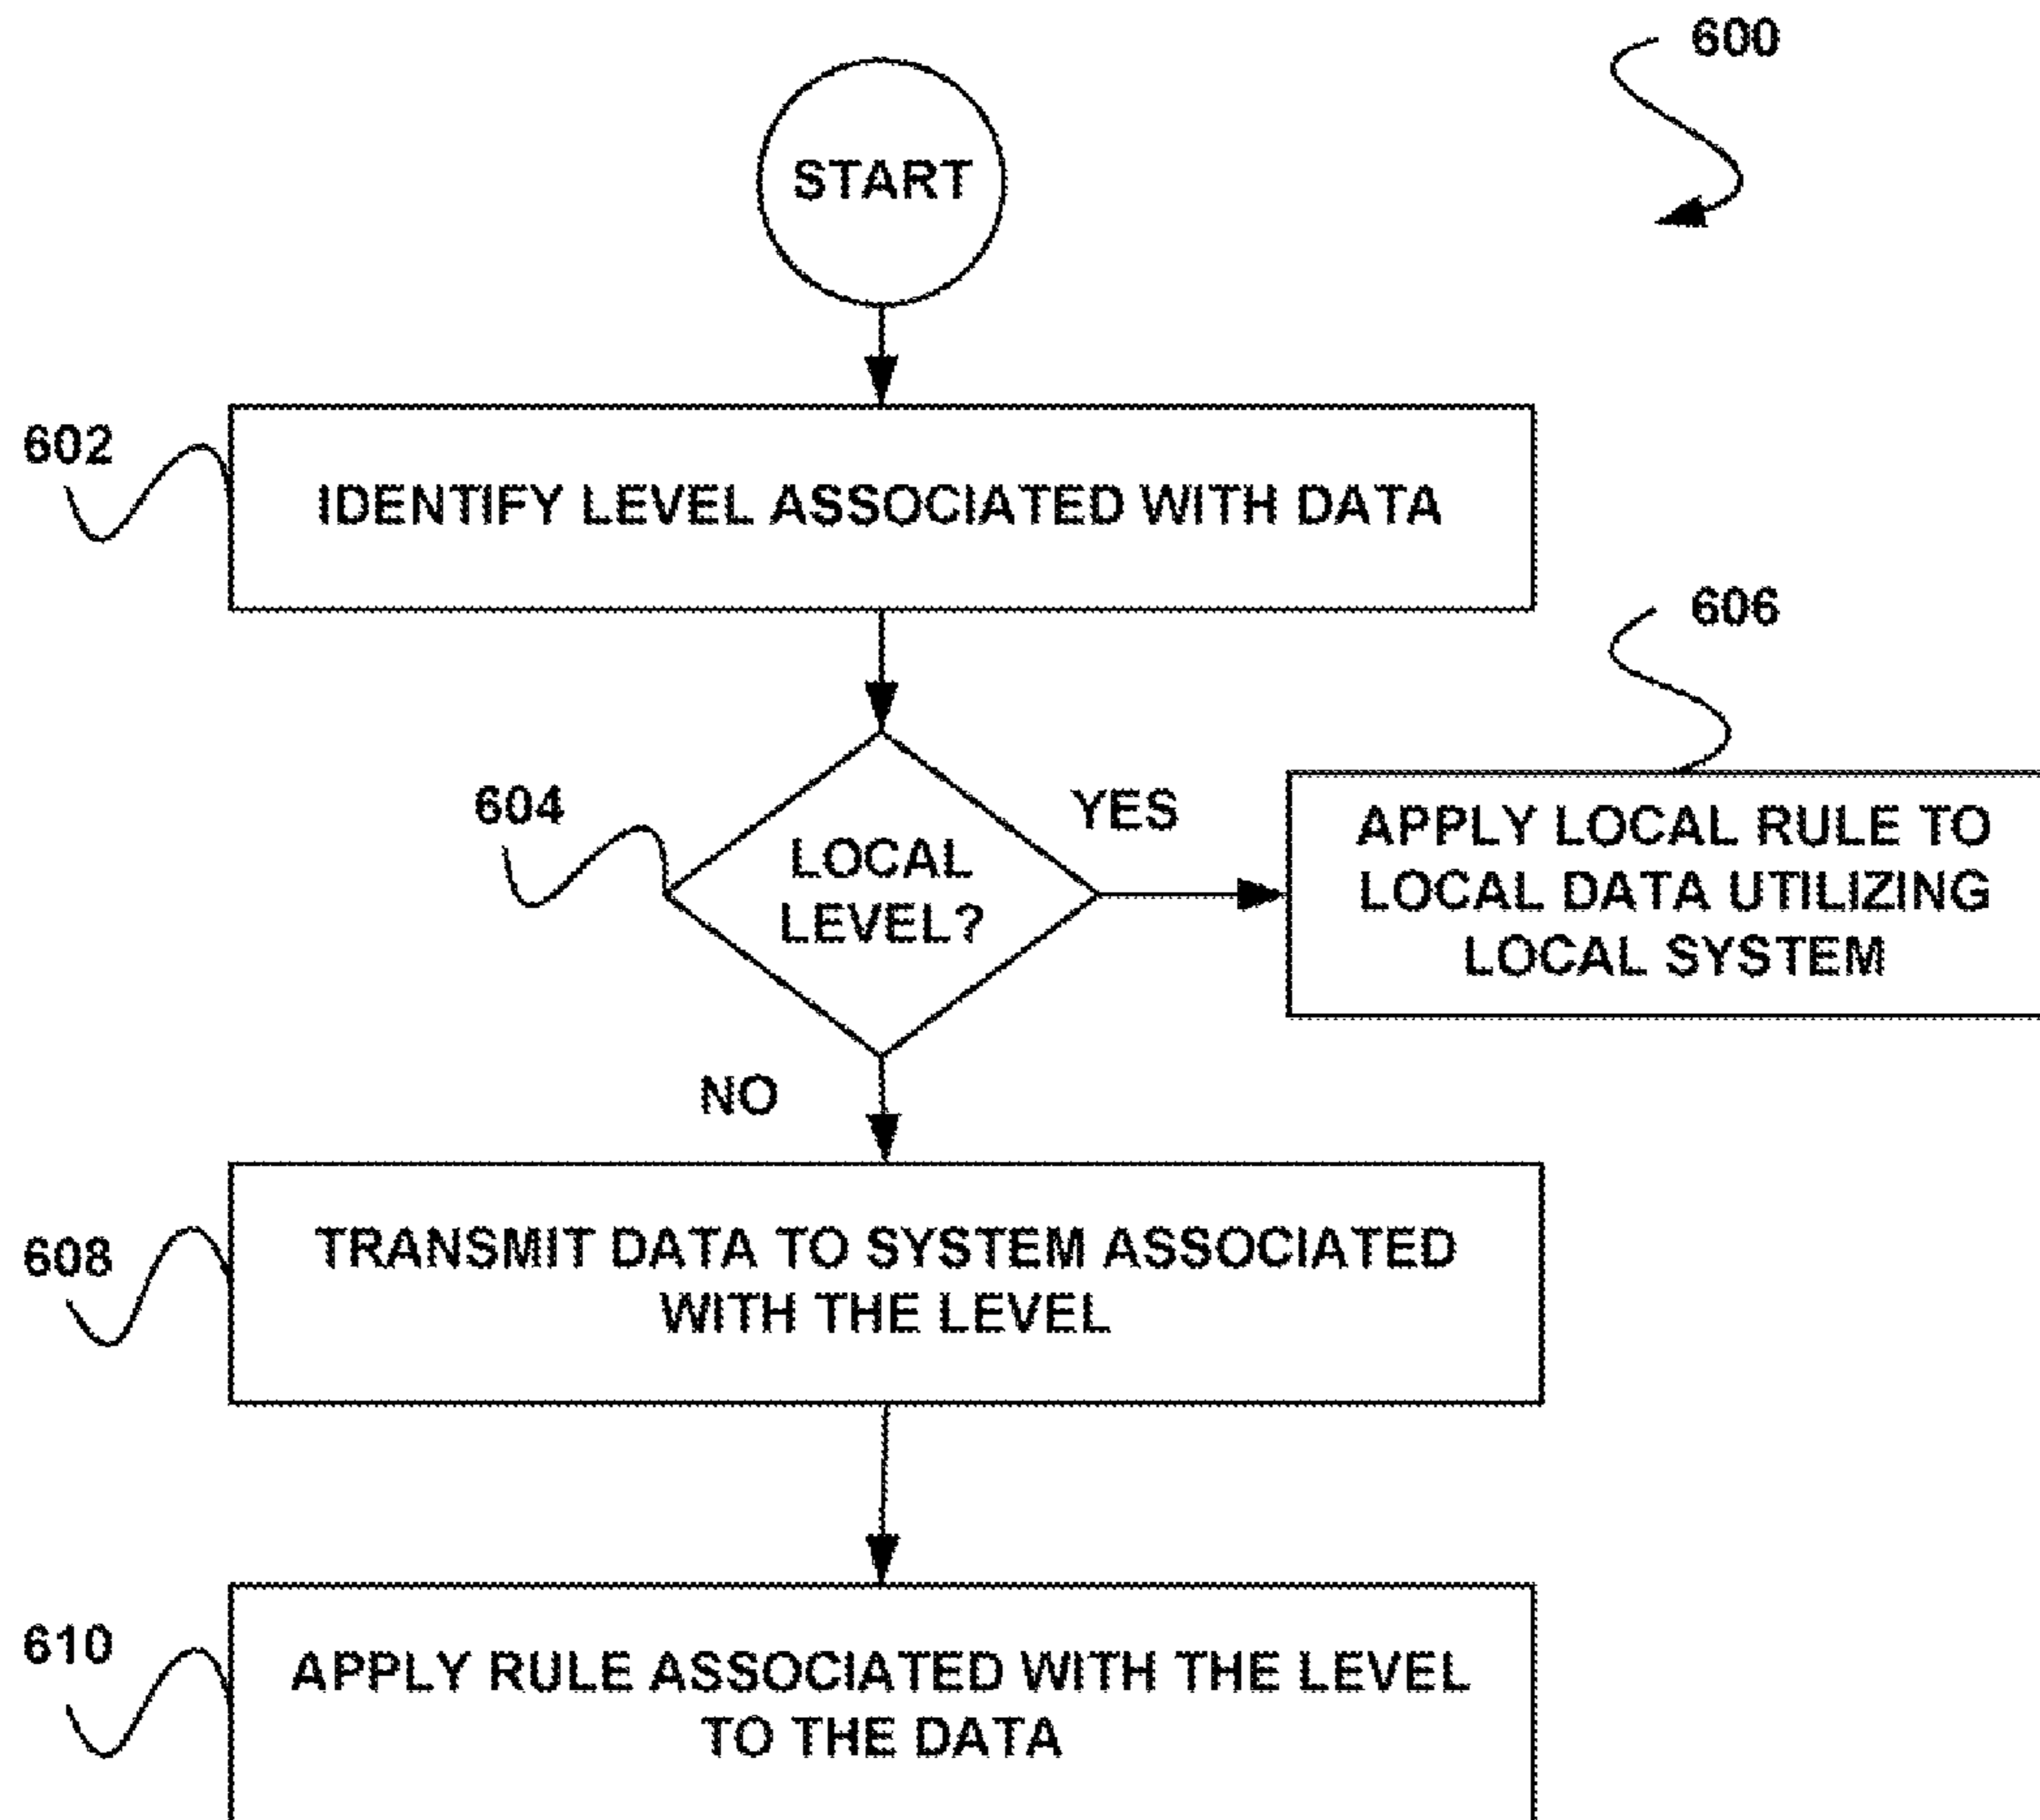 600
START
602
IDENTIFY LEVEL ASSOCIATED WITH DATA
606
604
LOCAL
LEVEL?
YES
APPLY LOCAL RULE TO
LOCAL DATA UTILIZING
LOCAL SYSTEM
NO
608
TRANSMIT DATA TO SYSTEM ASSOCIATED
WITH THE LEVEL
610
APPLY RULE ASSOCIATED WITH THE LEVEL
TO THE DATA